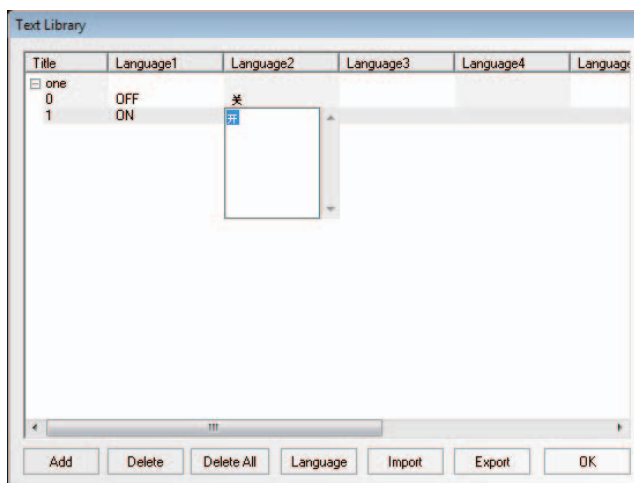 Text Library
Title Language1 Language2 Language3 Language4 Language
one
0 OFF 关
1 ON 开
Add Delete Delete All Language Import Export OK